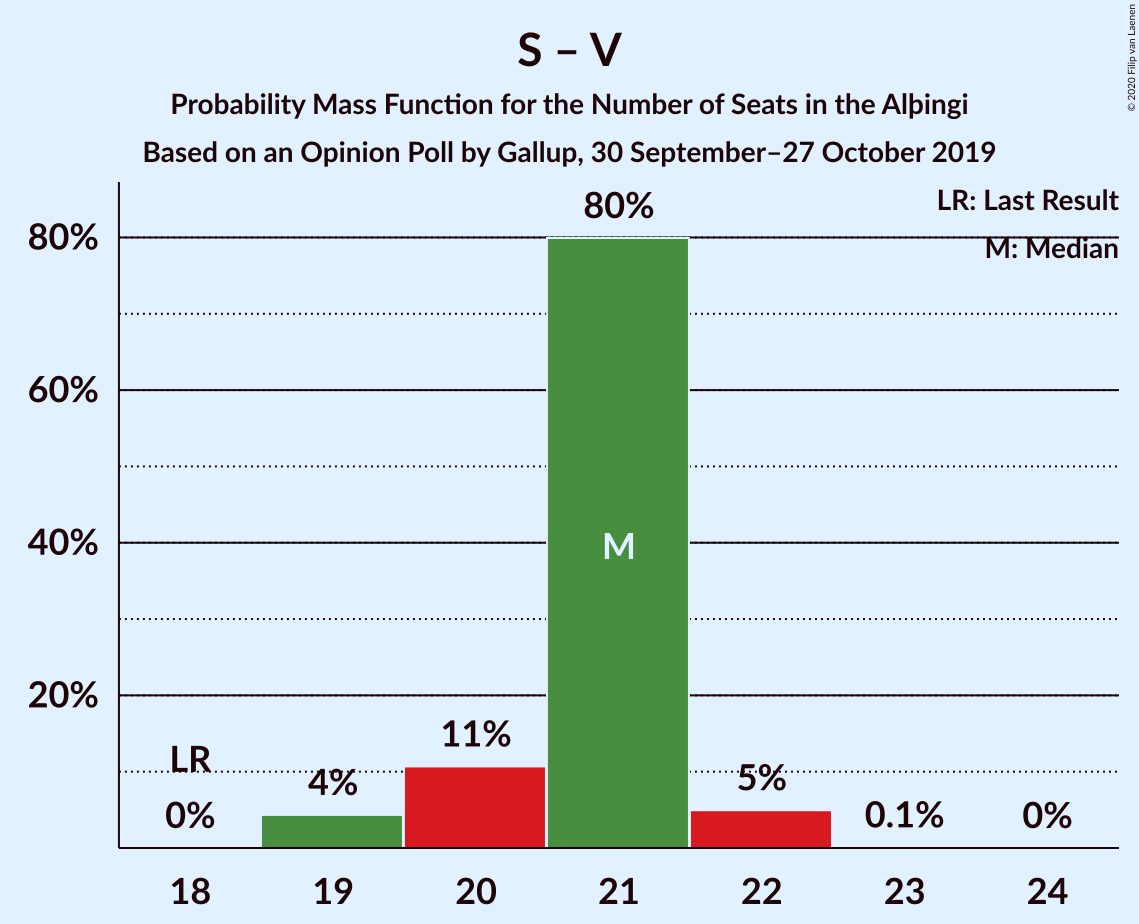 S – V
Probability Mass Function for the Number of Seats in the Alþingi
Based on an Opinion Poll by Gallup, 30 September–27 October 2019
© 2020 Filip van Laenen
LR: Last Result
M: Median
80%
60%
40%
20%
LR
0%
4%
11%
80%
M
5%
0.1%
0%
18 19 20 21 22 23 24